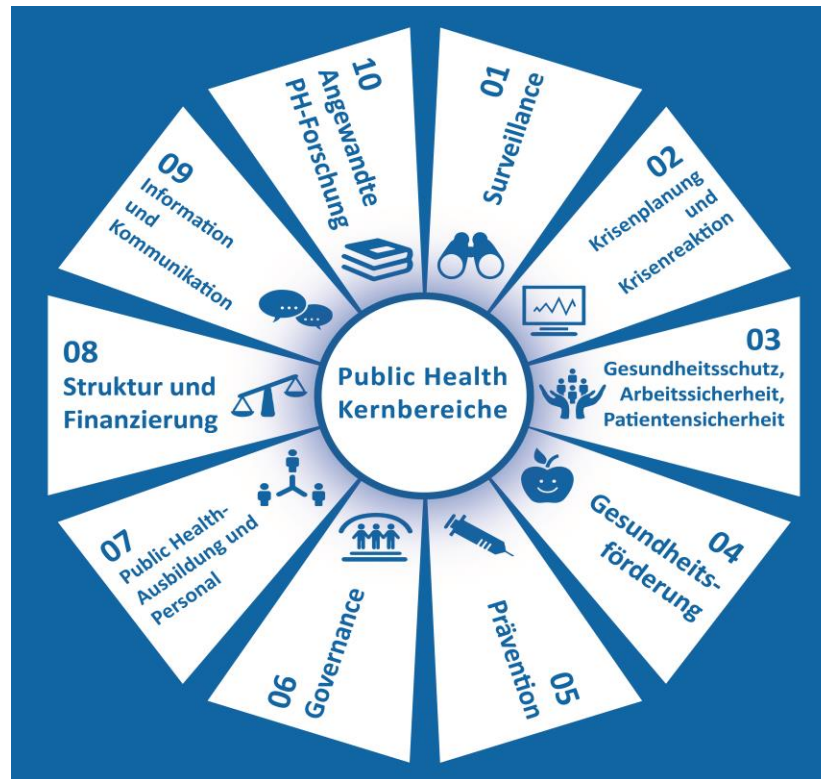 Public Health
Kernbereiche
01
Surveillance
02
Krisenplanung
und
Krisenreaktion
03
Gesundheitsschutz,
Arbeitssicherheit,
Patientensicherheit
04
Gesundheits-
förderung
05
Prävention
06
Governance
07
Public Health-
Ausbildung und
Personal
08
Struktur und
Finanzierung
09
Information
und
Kommunikation
10
Angewandte
PH-Forschung